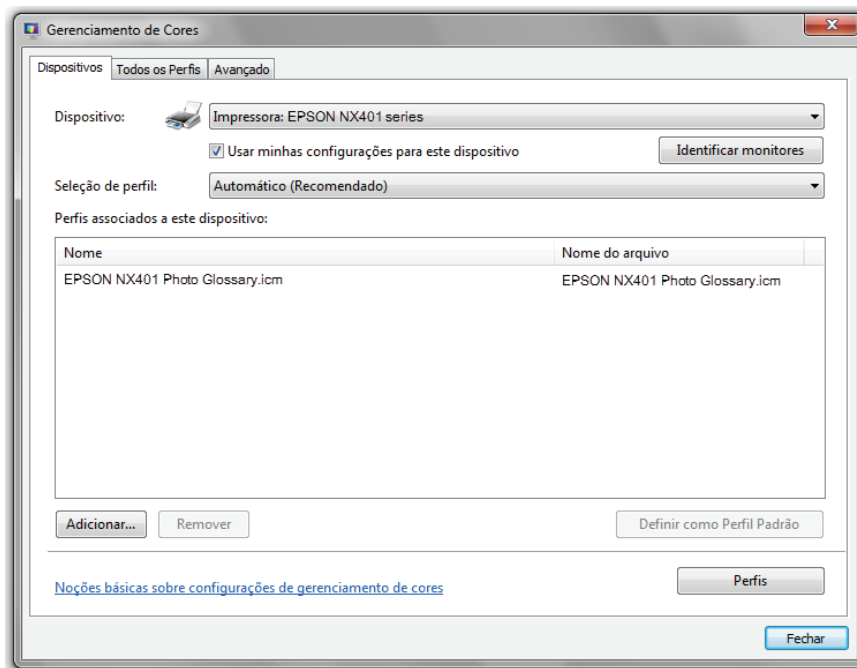 Gerenciamento de Cores
Dispositivos Todos os Perfis Avançado
Dispositivo: Impressora: EPSON NX401 series
Usar minhas configurações para este dispositivo Identificar monitores
Seleção de perfil: Automático (Recomendado)
Perfis associados a este dispositivo:
Nome Nome do arquivo
EPSON NX401 Photo Glossary.icm EPSON NX401 Photo Glossary.icm
Adicionar... Remover Definir como Perfil Padrão
Noções básicas sobre configurações de gerenciamento de cores Perfis
Fechar